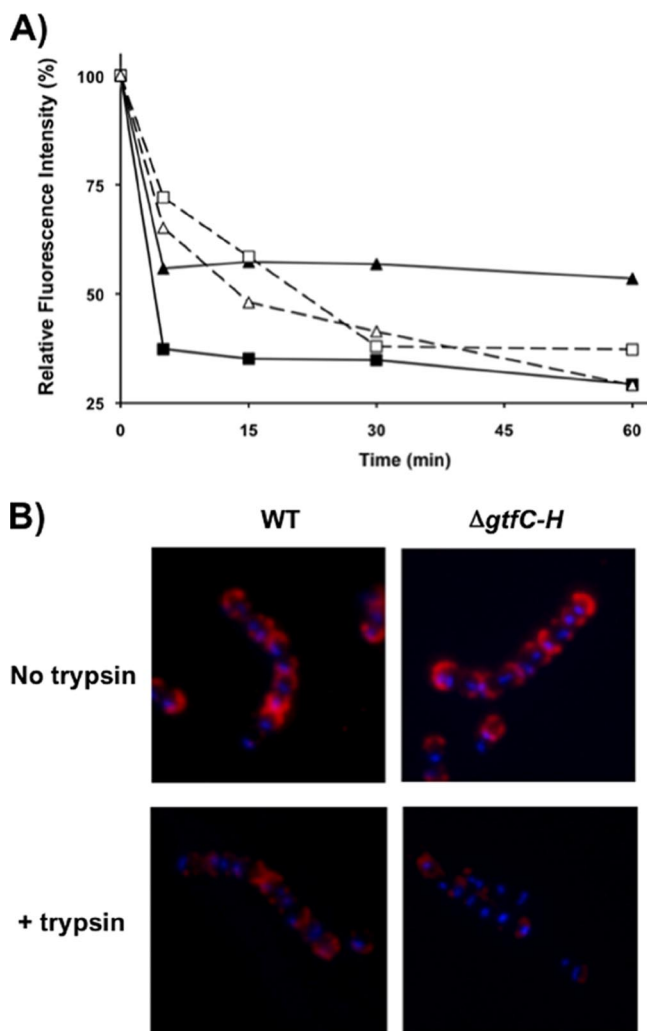 A)
Relative Fluorescence Intensity (%)
100
75
50
25
0
15
30
45
60
Time (min)
B)
WT
ΔgtfC-H
No trypsin
+ trypsin